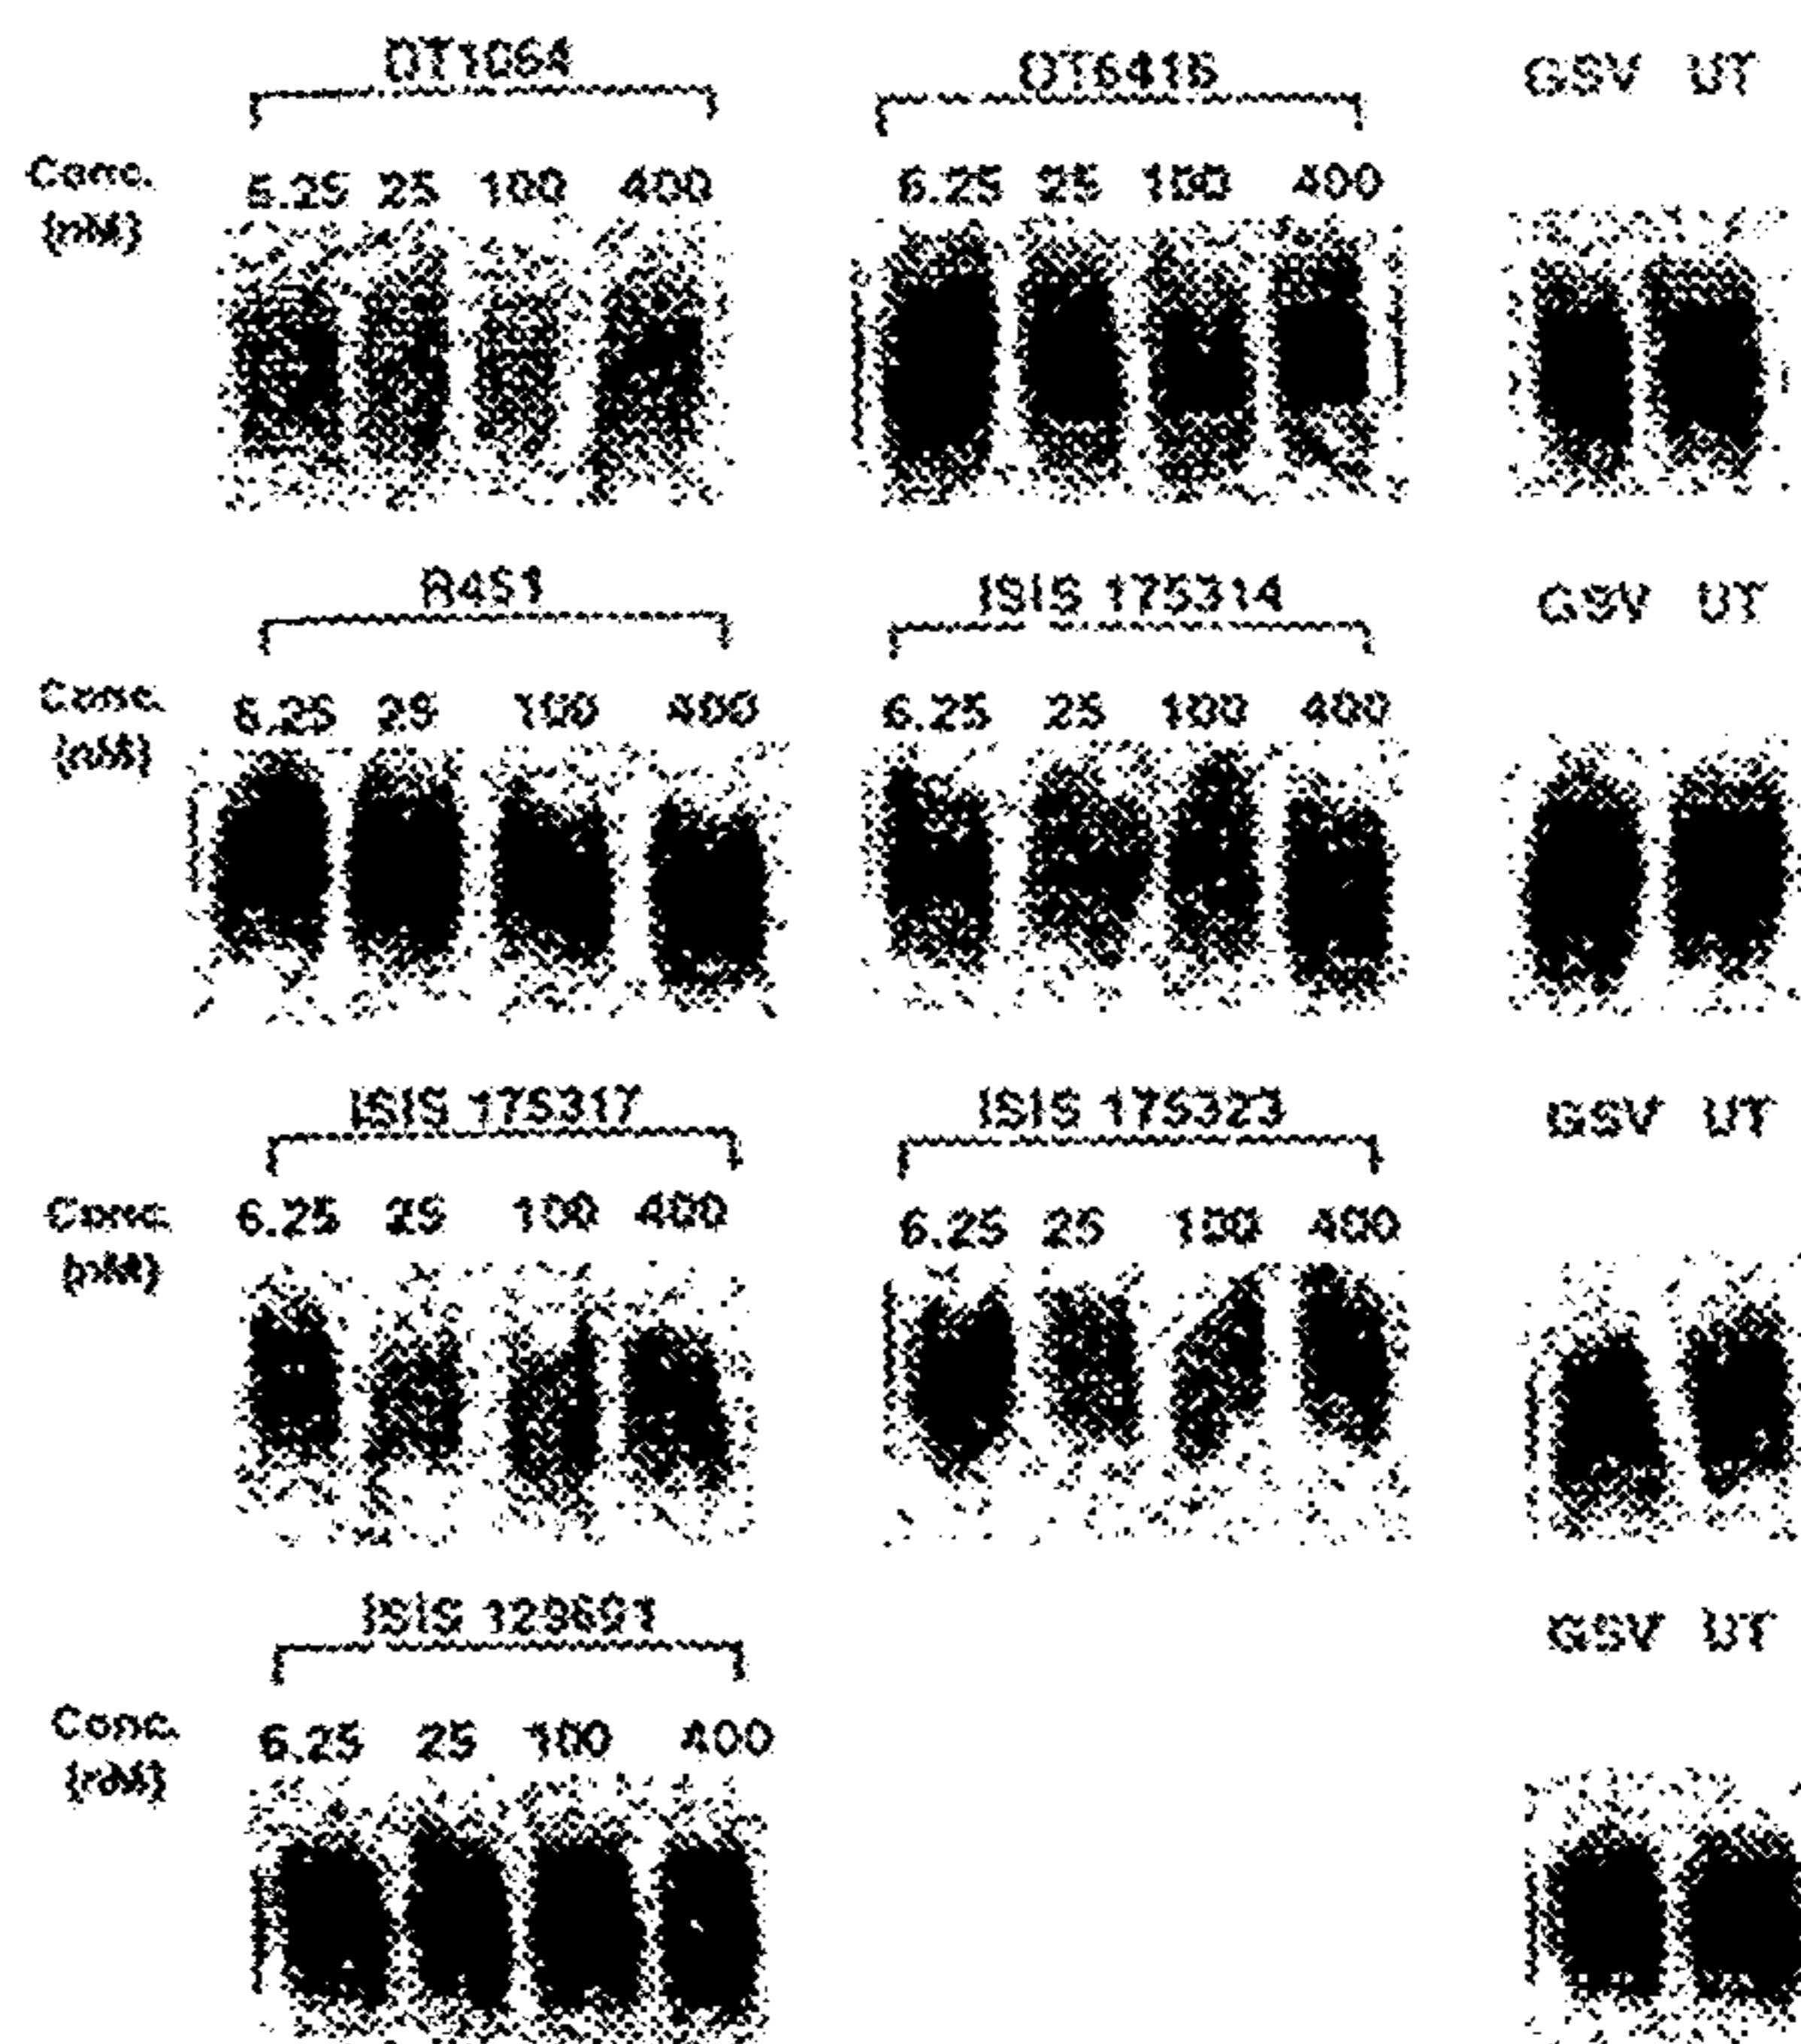 OT1064 OT6416 GSV UT
Conc. 6.25 25 100 400 6.25 25 100 400
(nM)
R451 ISIS 175314 GSV UT
Conc. 6.25 25 100 400 6.25 25 100 400
(nM)
ISIS 175317 ISIS 175323 GSV UT
Conc. 6.25 25 100 400 6.25 25 100 400
(nM)
ISIS 129691 GSV UT
Conc. 6.25 25 100 400
(nM)